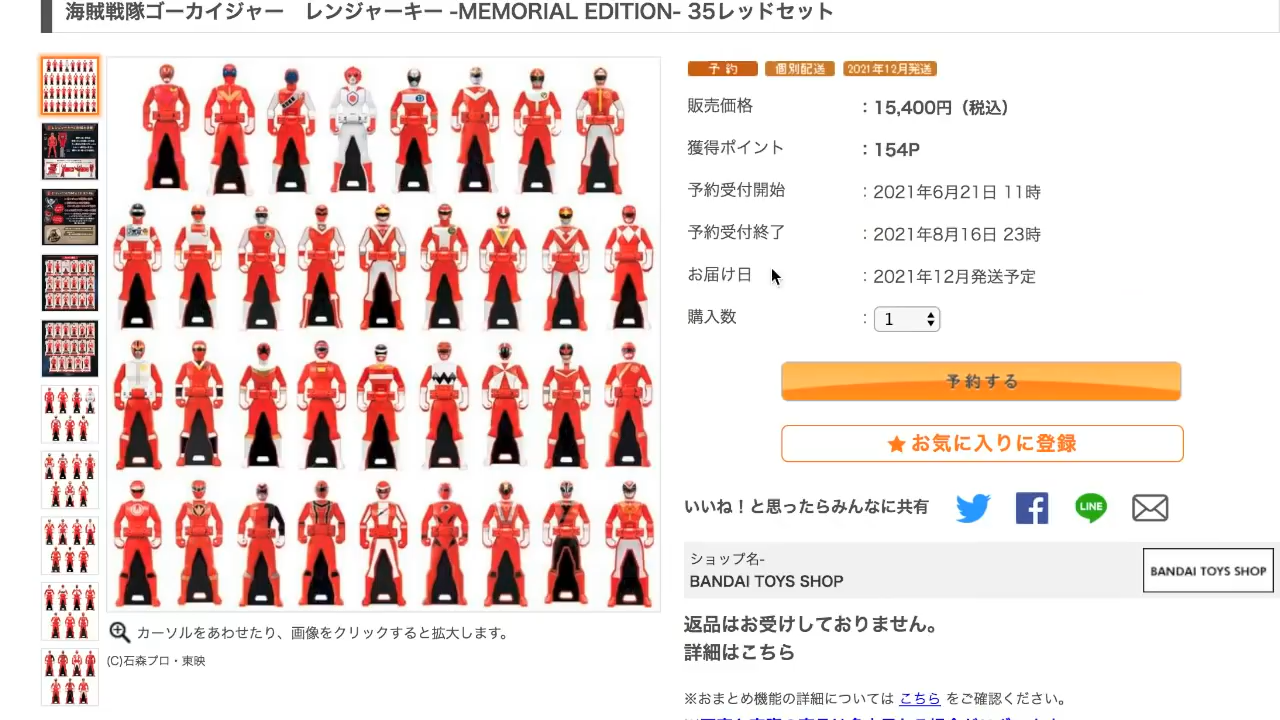 海賊戦隊ゴーカイジャー　レンジャーキー -MEMORIAL EDITION- 35レッドセット
予約 個別配送 2021年12月発送
販売価格 : 15,400円（税込）
獲得ポイント : 154P
予約受付開始 : 2021年6月21日 11時
予約受付終了 : 2021年8月16日 23時
お届け日 : 2021年12月発送予定
購入数 : 1
予約する
★お気に入りに登録
いいね！と思ったらみんなに共有
LINE
ショップ名-
BANDAI TOYS SHOP
BANDAI TOYS SHOP
返品はお受けしておりません。
詳細はこちら
カーソルをあわせたり、画像をクリックすると拡大します。
(C)石森プロ・東映
※おまとめ機能の詳細については こちら をご確認ください。